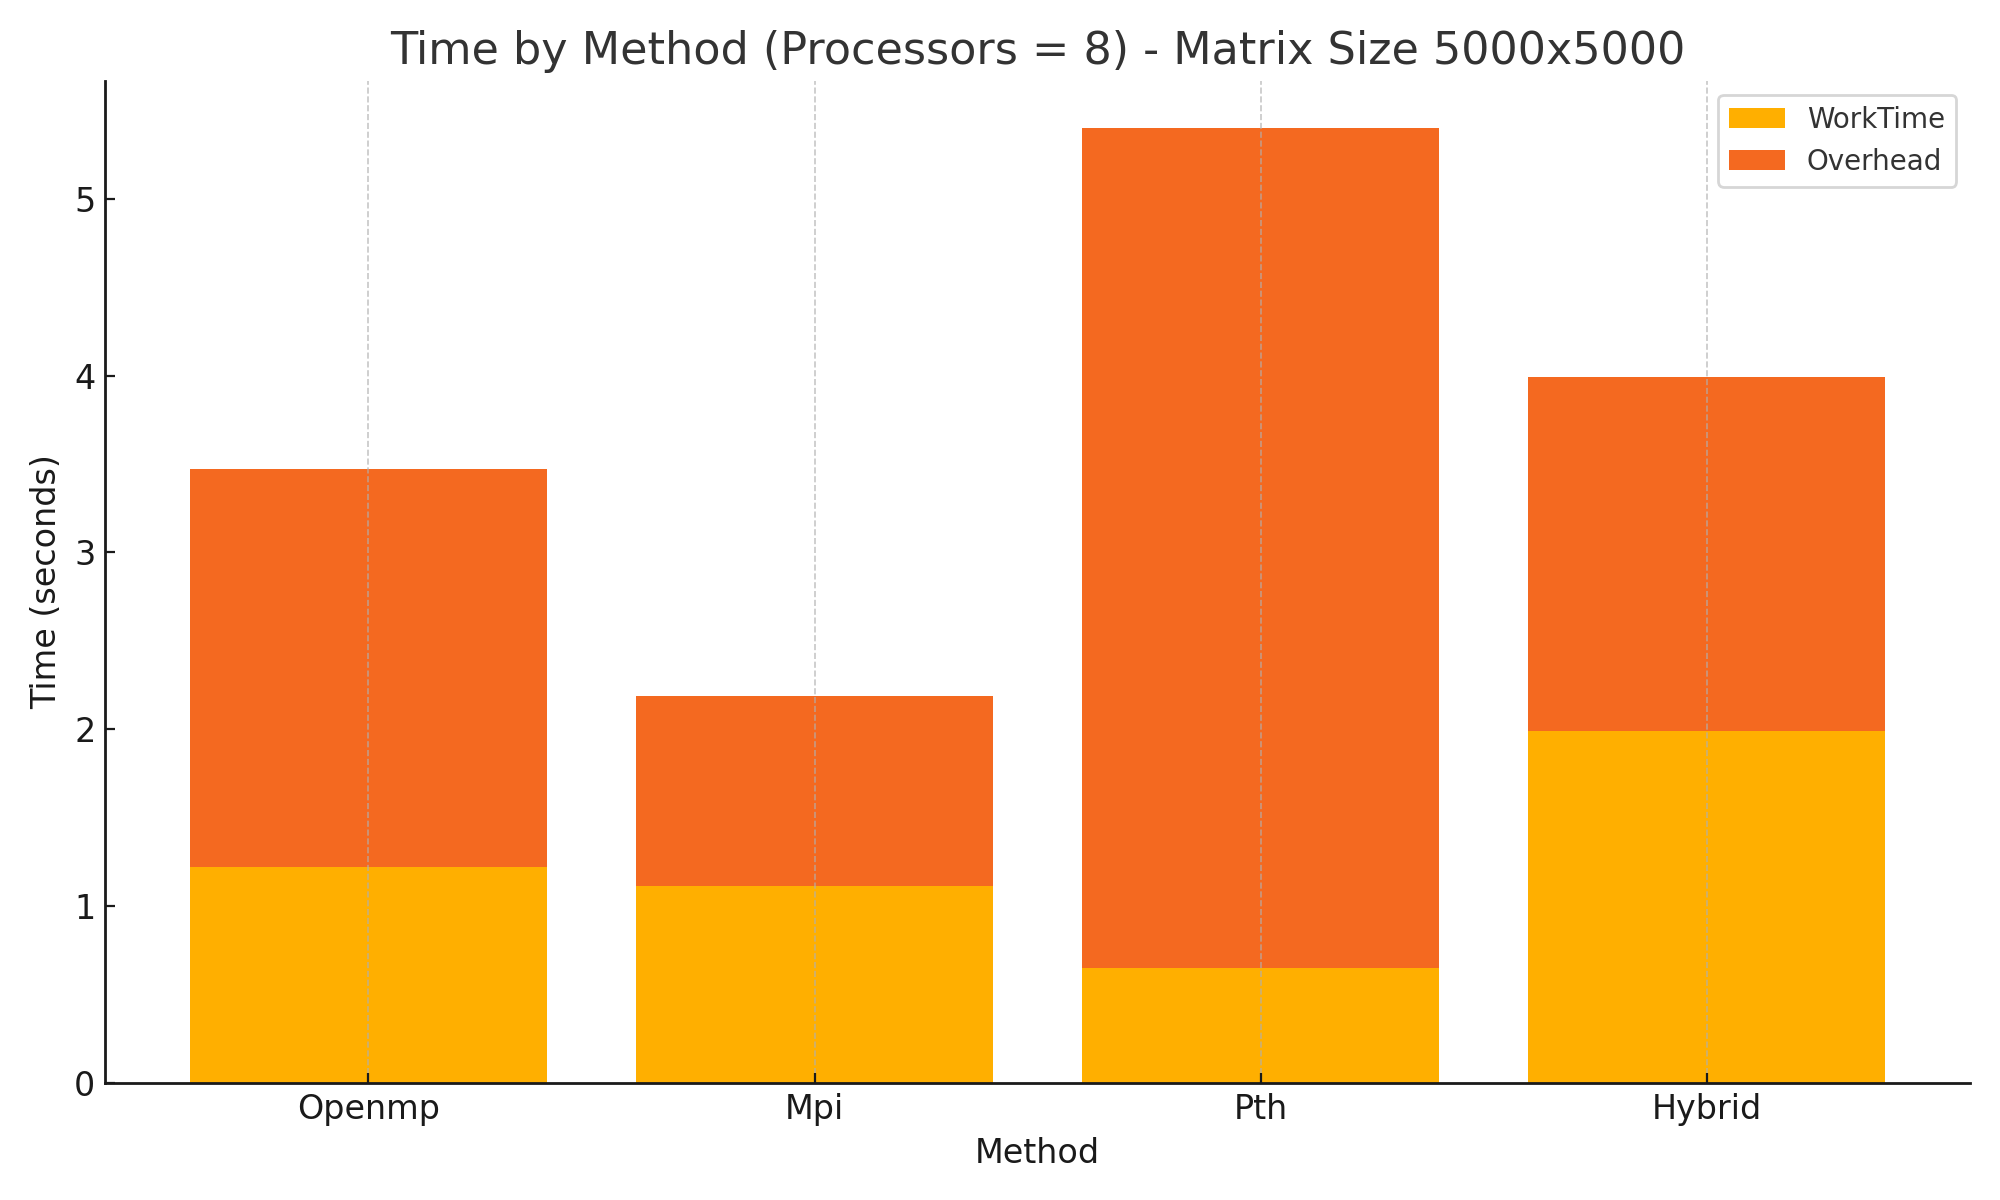 Time by Method (Processors = 8) - Matrix Size 5000x5000
WorkTime
Overhead
Time (seconds)
5
4
3
2
1
0
Openmp Mpi Pth Hybrid
Method